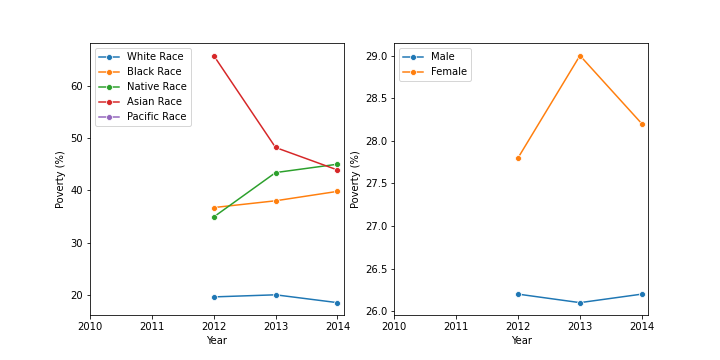 White Race
Black Race
Native Race
Asian Race
Pacific Race
Poverty (%)
60
50
40
30
20
2010 2011 2012 2013 2014
Year
Male
Female
Poverty (%)
29.0
28.5
28.0
27.5
27.0
26.5
26.0
2010 2011 2012 2013 2014
Year